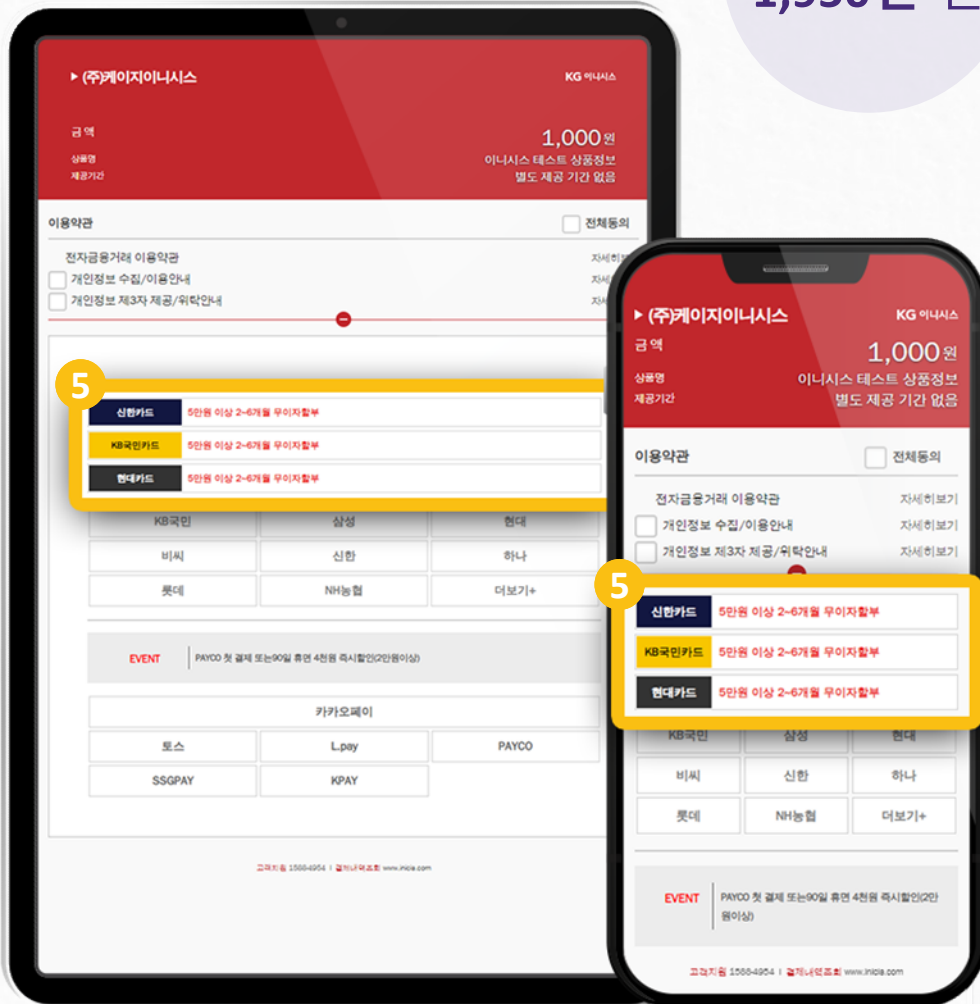 1,950
▶ (주)케이지이니시스 KG 이니시스
금액 1,000원
상품명 이니시스 테스트 상품정보
제공기간 별도 제공 기간 없음
이용약관 전체동의
전자금융거래 이용약관
개인정보 수집/이용안내
개인정보 제3자 제공/위탁안내
5
신한카드 5만원 이상 2~6개월 무이자할부
KB국민카드 5만원 이상 2~6개월 무이자할부
현대카드 5만원 이상 2~6개월 무이자할부
KB국민 삼성 현대
비씨 신한 하나
롯데 NH농협 더보기+
EVENT PAYCO 첫 결제 또는90일 휴면 4천원 즉시할인(2만원이상)
카카오페이
토스 L.pay PAYCO
SSGPAY KPAY
고객지원 1588-4954 | 결제내역조회 www.inicis.com
▶ (주)케이지이니시스 KG 이니시스
금액 1,000원
상품명 이니시스 테스트 상품정보
제공기간 별도 제공 기간 없음
이용약관 전체동의
전자금융거래 이용약관 자세히보기
개인정보 수집/이용안내 자세히보기
개인정보 제3자 제공/위탁안내 자세히보기
5
신한카드 5만원 이상 2~6개월 무이자할부
KB국민카드 5만원 이상 2~6개월 무이자할부
현대카드 5만원 이상 2~6개월 무이자할부
KB국민 삼성 현대
비씨 신한 하나
롯데 NH농협 더보기+
EVENT PAYCO 첫 결제 또는90일 휴면 4천원 즉시할인(2만
원이상)
고객지원 1588-4954 | 결제내역조회 www.inicis.com